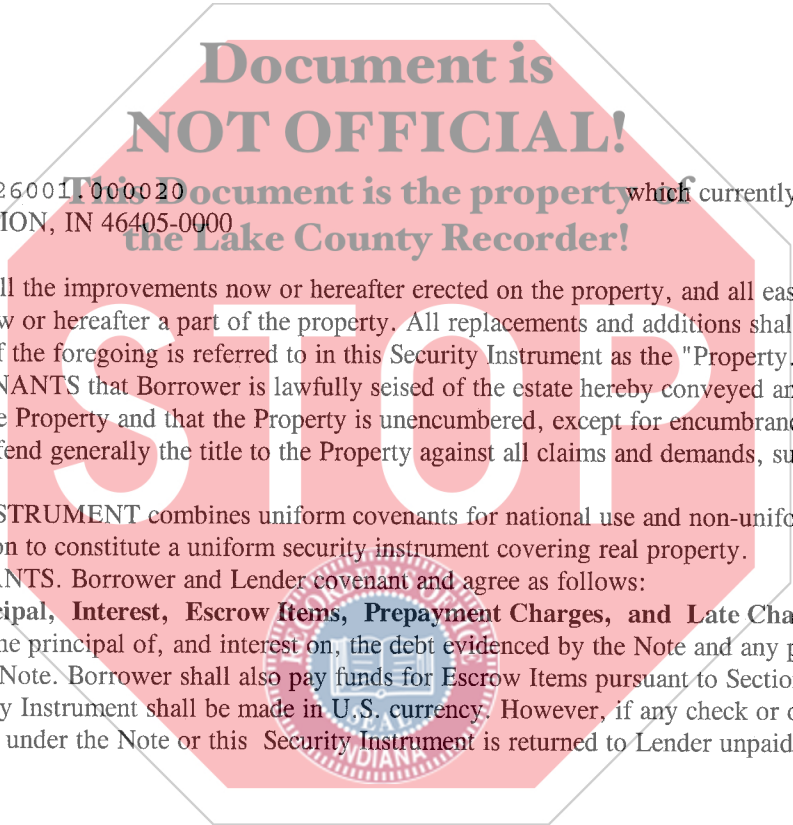 Document is
NOT OFFICIAL!
This Document is the property of
the Lake County Recorder!
26001.000020 which currently
ION, IN 46405-0000
ll the improvements now or hereafter erected on the property, and all eas
w or hereafter a part of the property. All replacements and additions shal
f the foregoing is referred to in this Security Instrument as the "Property.
NANTS that Borrower is lawfully seised of the estate hereby conveyed an
e Property and that the Property is unencumbered, except for encumbranc
fend generally the title to the Property against all claims and demands, su
STOP
STRUMENT combines uniform covenants for national use and non-unifo
on to constitute a uniform security instrument covering real property.
ANTS. Borrower and Lender covenant and agree as follows:
cipal, Interest, Escrow Items, Prepayment Charges, and Late Cha
he principal of, and interest on, the debt evidenced by the Note and any p
Note. Borrower shall also pay funds for Escrow Items pursuant to Section
y Instrument shall be made in U.S. currency. However, if any check or o
under the Note or this Security Instrument is returned to Lender unpaid
RECORDER'S OFFICE
SEAL
INDIANA